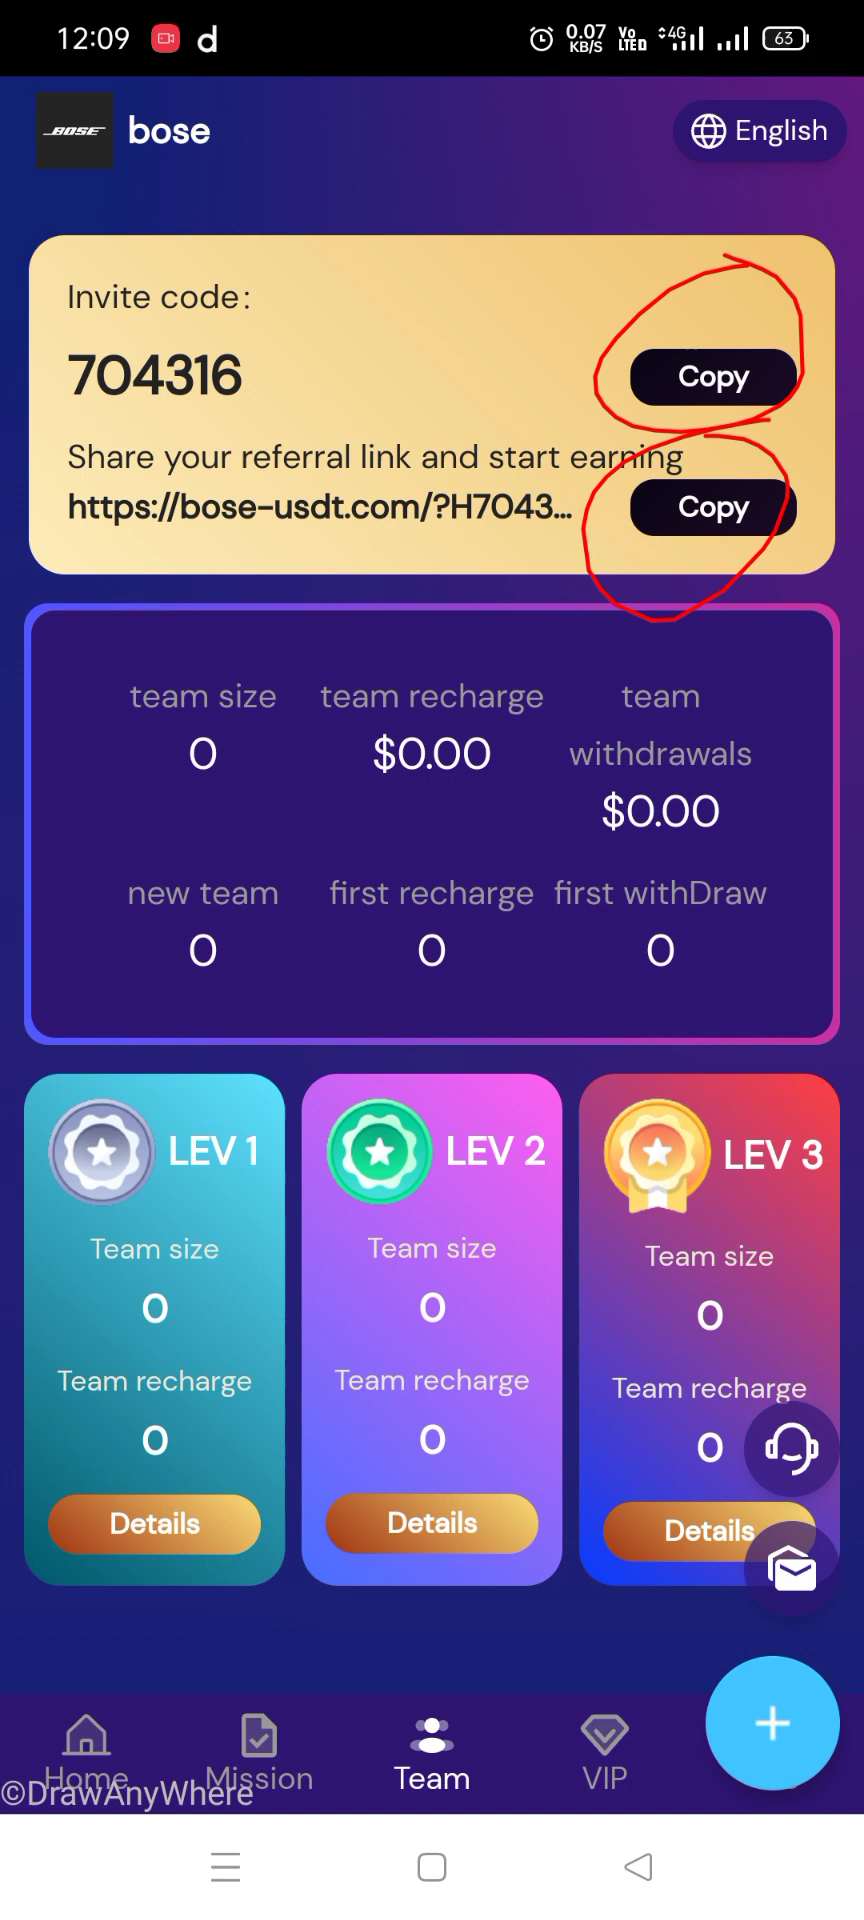 12:09
d
0.07
KB/S
Vo
LTE
4G
63
BOSE
bose
English
Invite code:
704316
Copy
Share your referral link and start earning
https://bose-usdt.com/?H7043...
Copy
team size
team recharge
team
withdrawals
0
$0.00
$0.00
new team
first recharge
first withDraw
0
0
0
LEV 1
LEV 2
LEV 3
Team size
Team size
Team size
0
0
0
Team recharge
Team recharge
Team recharge
0
0
0
Details
Details
Details
Home
Mission
Team
VIP
©DrawAnyWhere